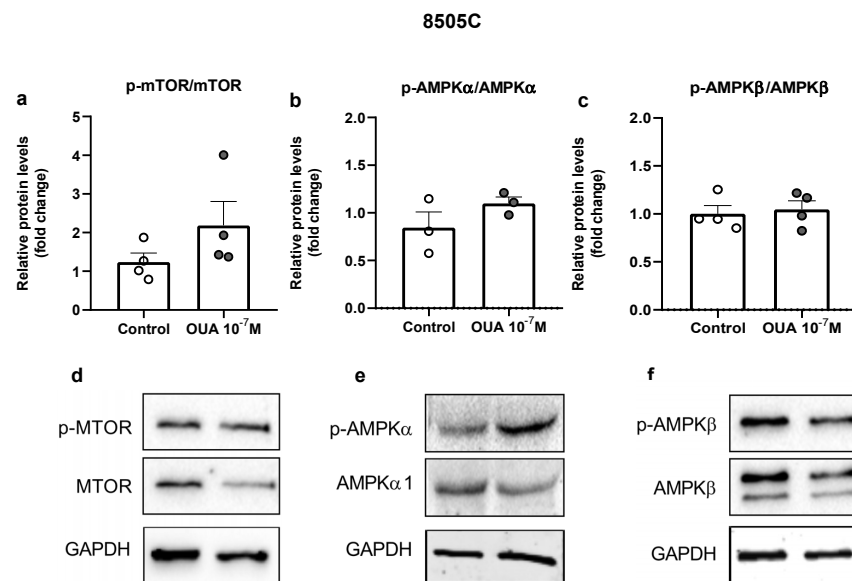 8505C
a
p-mTOR/mTOR
Relative protein levels
(fold change)
5
4
3
2
1
0
Control
OUA 10⁻⁷M
b
p-AMPKα/AMPKα
Relative protein levels
(fold change)
2.0
1.5
1.0
0.5
0.0
Control
OUA 10⁻⁷M
c
p-AMPKβ/AMPKβ
Relative protein levels
(fold change)
2.0
1.5
1.0
0.5
0.0
Control
OUA 10⁻⁷M
d
p-MTOR
MTOR
GAPDH
e
p-AMPKα
AMPKα1
GAPDH
f
p-AMPKβ
AMPKβ
GAPDH